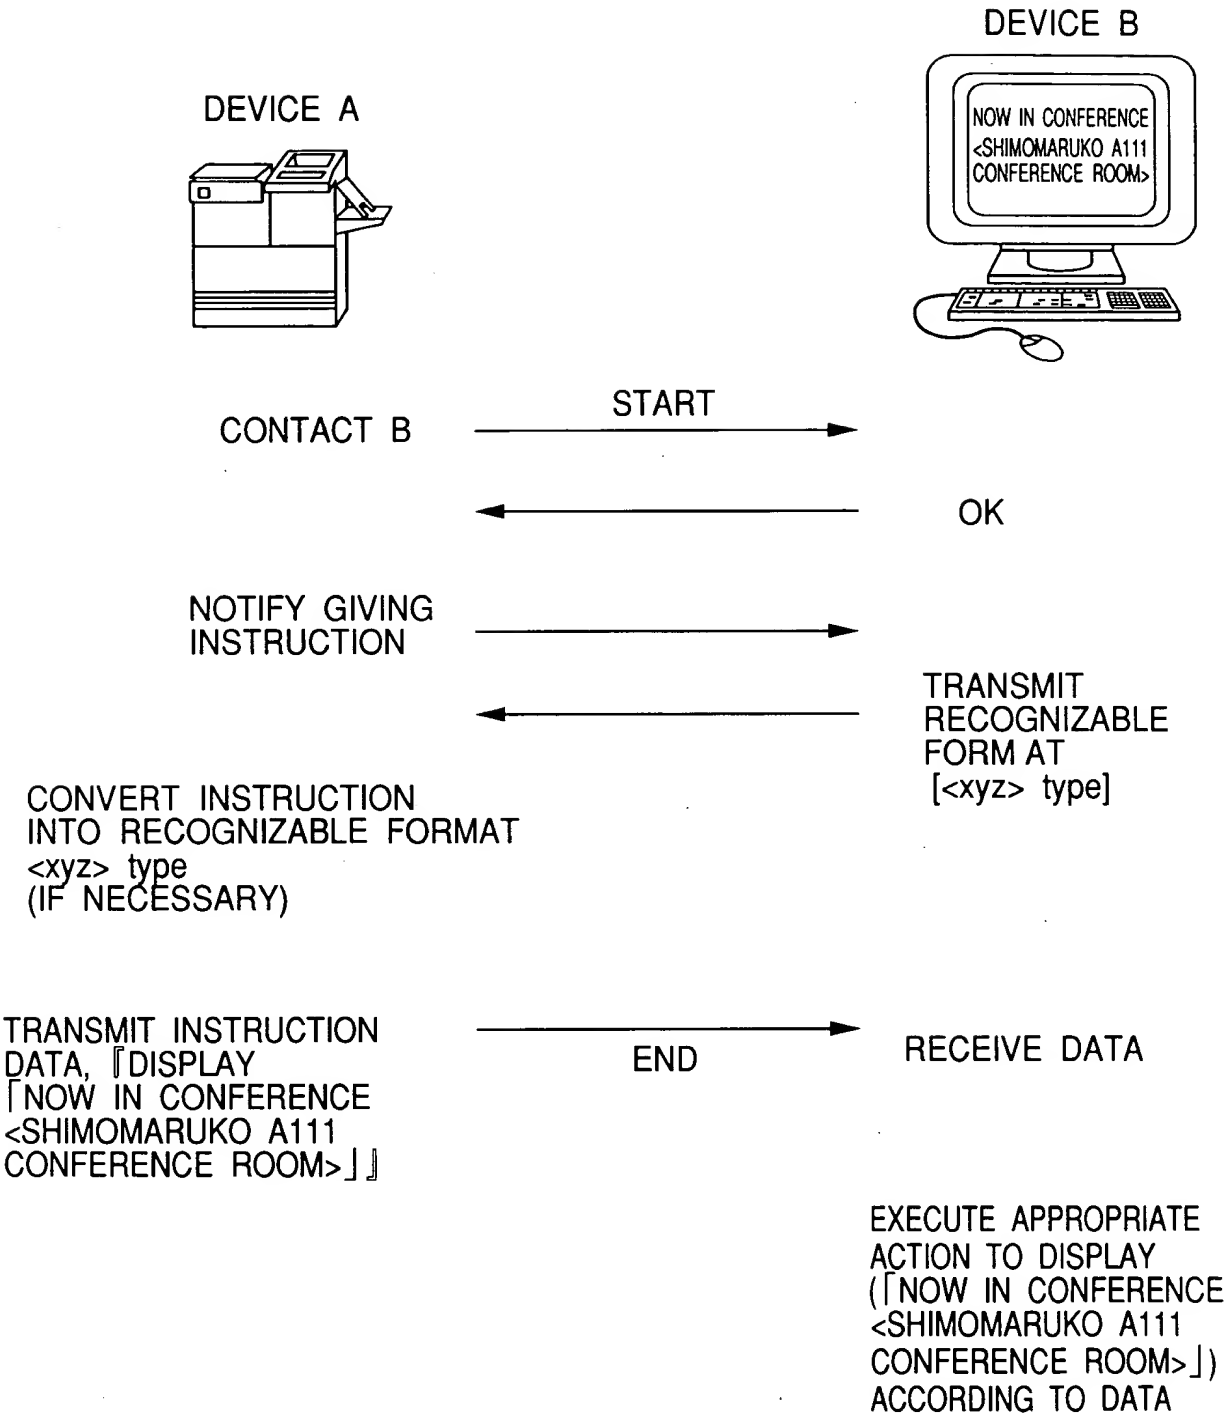 DEVICE B
DEVICE A
NOW IN CONFERENCE
<SHIMOMARUKO A111
CONFERENCE ROOM>
START
CONTACT B
OK
NOTIFY GIVING
INSTRUCTION
TRANSMIT
RECOGNIZABLE
FORM AT
[<xyz> type]
CONVERT INSTRUCTION
INTO RECOGNIZABLE FORMAT
<xyz> type
(IF NECESSARY)
TRANSMIT INSTRUCTION
DATA, 『DISPLAY
「NOW IN CONFERENCE
<SHIMOMARUKO A111
CONFERENCE ROOM>」』
END
RECEIVE DATA
EXECUTE APPROPRIATE
ACTION TO DISPLAY
(「NOW IN CONFERENCE
<SHIMOMARUKO A111
CONFERENCE ROOM>」)
ACCORDING TO DATA